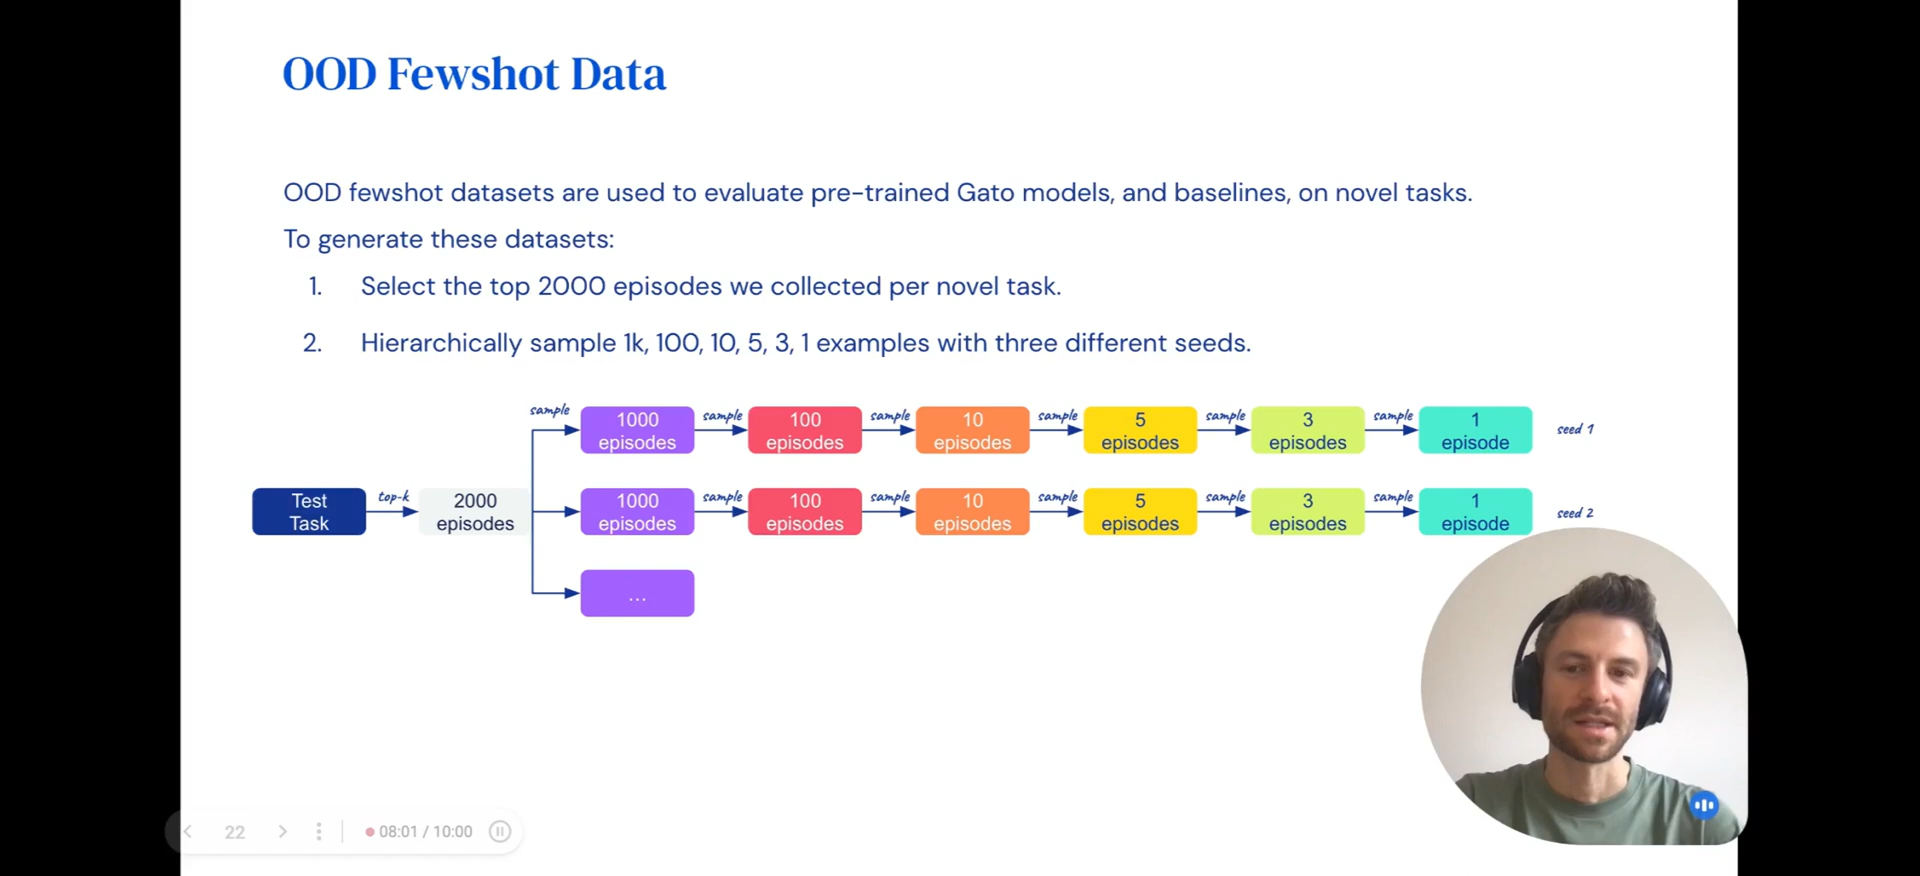 OOD Fewshot Data
OOD fewshot datasets are used to evaluate pre-trained Gato models, and baselines, on novel tasks.
To generate these datasets:
1. Select the top 2000 episodes we collected per novel task.
2. Hierarchically sample 1k, 100, 10, 5, 3, 1 examples with three different seeds.
sample
1000
episodes
sample
100
episodes
sample
10
episodes
sample
5
episodes
sample
3
episodes
sample
1
episode
seed 1
Test
Task
top-k
2000
episodes
1000
episodes
sample
100
episodes
sample
10
episodes
sample
5
episodes
sample
3
episodes
sample
1
episode
seed 2
...
22
08:01 / 10:00